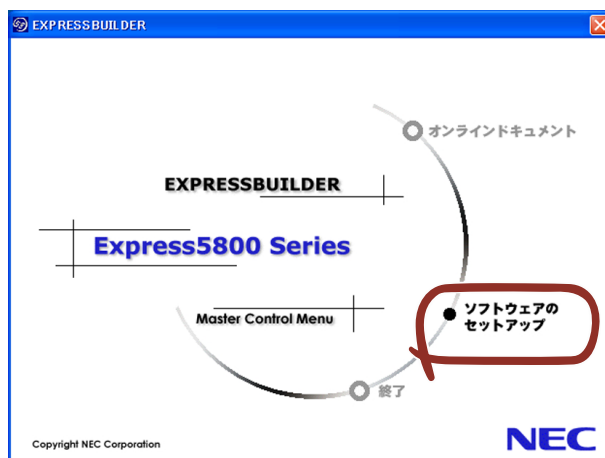 EXPRESSBUILDER
オンラインドキュメント
EXPRESSBUILDER
Express5800 Series
ソフトウェアの
セットアップ
Master Control Menu
終了
Copyright NEC Corporation
NEC